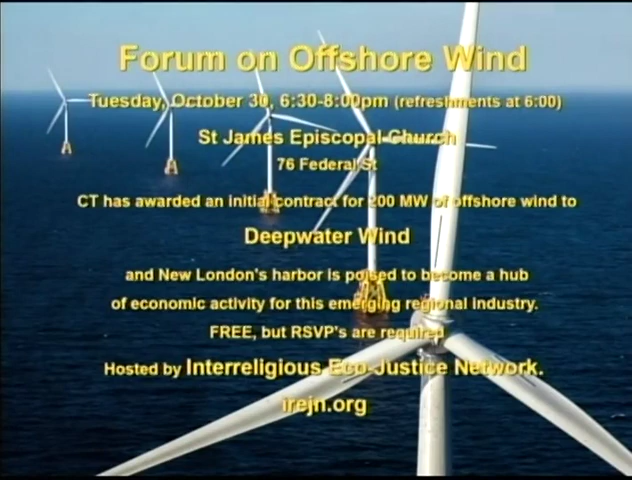 Forum on Offshore Wind
Tuesday, October 30, 6:30-8:00pm (refreshments at 6:00)
St James Episcopal Church
76 Federal St
CT has awarded an initial contract for 200 MW of offshore wind to
Deepwater Wind
and New London's harbor is poised to become a hub
of economic activity for this emerging regional industry.
FREE, but RSVP's are required
Hosted by Interreligious Eco-Justice Network.
irejn.org